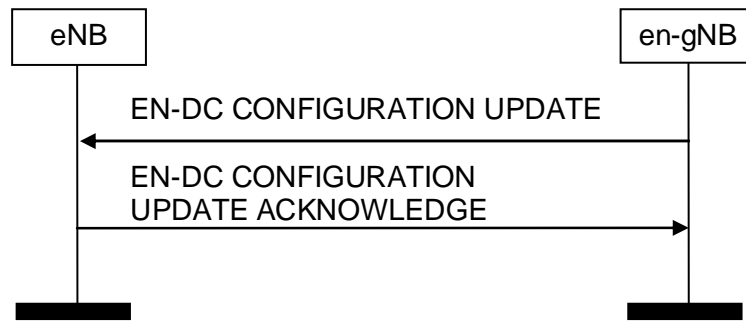 eNB
en-gNB
EN-DC CONFIGURATION UPDATE
EN-DC CONFIGURATION
UPDATE ACKNOWLEDGE